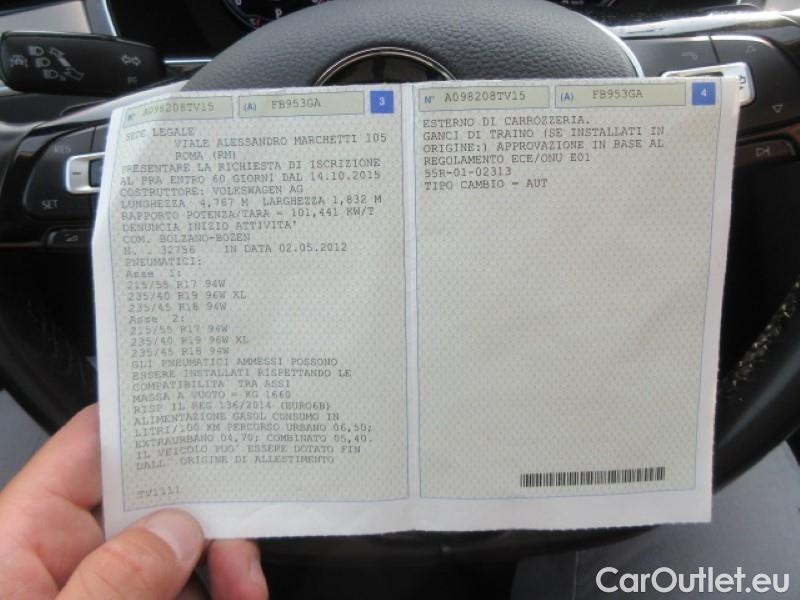 N° A098208TV15 (A) FB953GA 3
SEDE LEGALE
VIALE ALESSANDRO MARCHETTI 105
ROMA (RM)
PRESENTARE LA RICHIESTA DI ISCRIZIONE
AL PRA ENTRO 60 GIORNI DAL 14.10.2015
COSTRUTTORE: VOLKSWAGEN AG
LUNGHEZZA 4,767 M LARGHEZZA 1,832 M
RAPPORTO POTENZA/TARA = 101,441 KW/T
DENUNCIA INIZIO ATTIVITA'
COM. BOLZANO-BOZEN
N. . 32756 IN DATA 02.05.2012
PNEUMATICI:
Asse 1:
215/55 R17 94W
235/40 R19 96W XL
235/45 R18 94W
Asse 2:
215/55 R17 94W
235/40 R19 96W XL
235/45 R18 94W
GLI PNEUMATICI AMMESSI POSSONO
ESSERE INSTALLATI RISPETTANDO LE
COMPATIBILITA' TRA ASSI
MASSA A VUOTO = KG 1660
RISP IL REG 136/2014 (EURO6B)
ALIMENTAZIONE GASOL CONSUMO IN
LITRI/100 KM PERCORSO URBANO 06,50;
EXTRAURBANO 04,70; COMBINATO 05,40.
IL VEICOLO PUO' ESSERE DOTATO FIN
DALL' ORIGINE DI ALLESTIMENTO
TV1111
N° A098208TV15 (A) FB953GA 4
ESTERNO DI CARROZZERIA.
GANCI DI TRAINO (SE INSTALLATI IN
ORIGINE:) APPROVAZIONE IN BASE AL
REGOLAMENTO ECE/ONU E01
55R-01-02313
TIPO CAMBIO = AUT
RES
SET
CarOutlet.eu